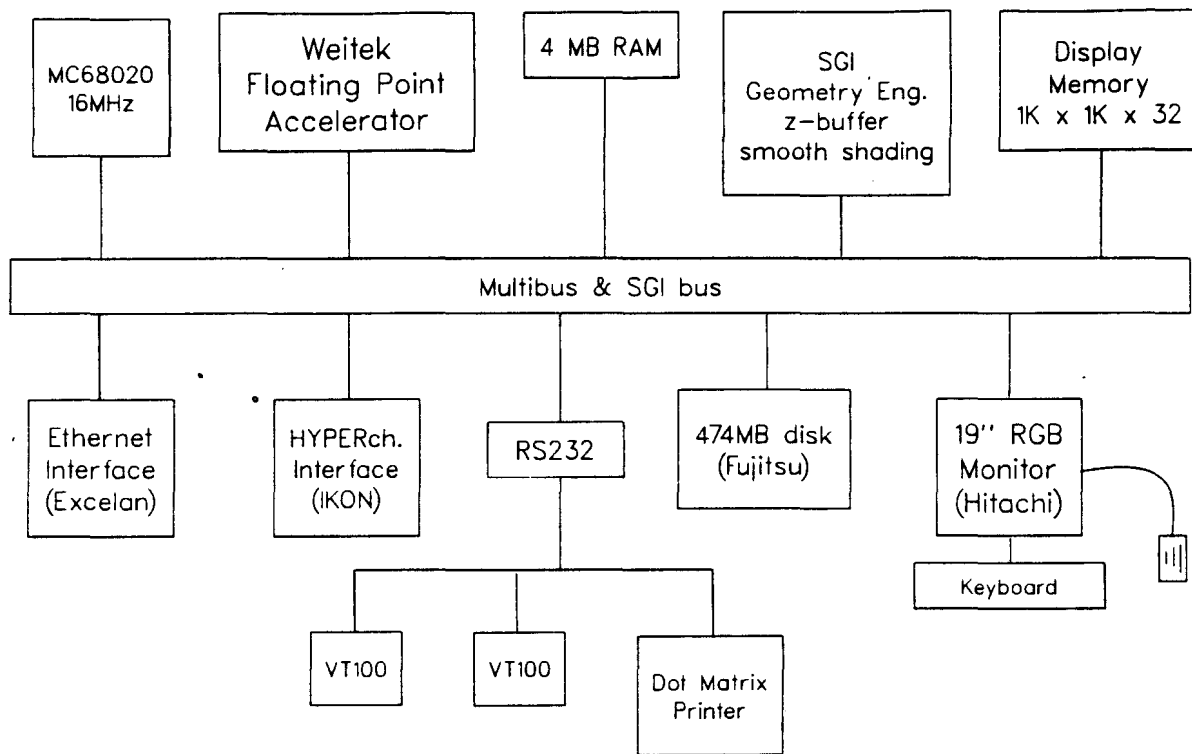 MC68020
16MHz
Weitek
Floating Point
Accelerator
4 MB RAM
SGI
Geometry Eng.
z-buffer
smooth shading
Display
Memory
1K x 1K x 32
Multibus & SGI bus
Ethernet
Interface
(Excelan)
HYPERch.
Interface
(IKON)
RS232
474MB disk
(Fujitsu)
19'' RGB
Monitor
(Hitachi)
Keyboard
VT100
VT100
Dot Matrix
Printer